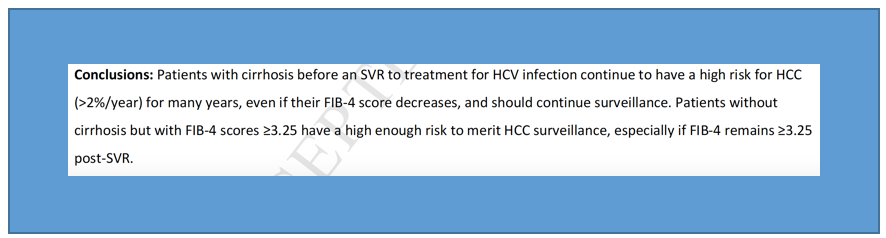 Conclusions: Patients with cirrhosis before an SVR to treatment for HCV infection continue to have a high risk for HCC
(>2%/year) for many years, even if their FIB-4 score decreases, and should continue surveillance. Patients without
cirrhosis but with FIB-4 scores ≥3.25 have a high enough risk to merit HCC surveillance, especially if FIB-4 remains ≥3.25
post-SVR.